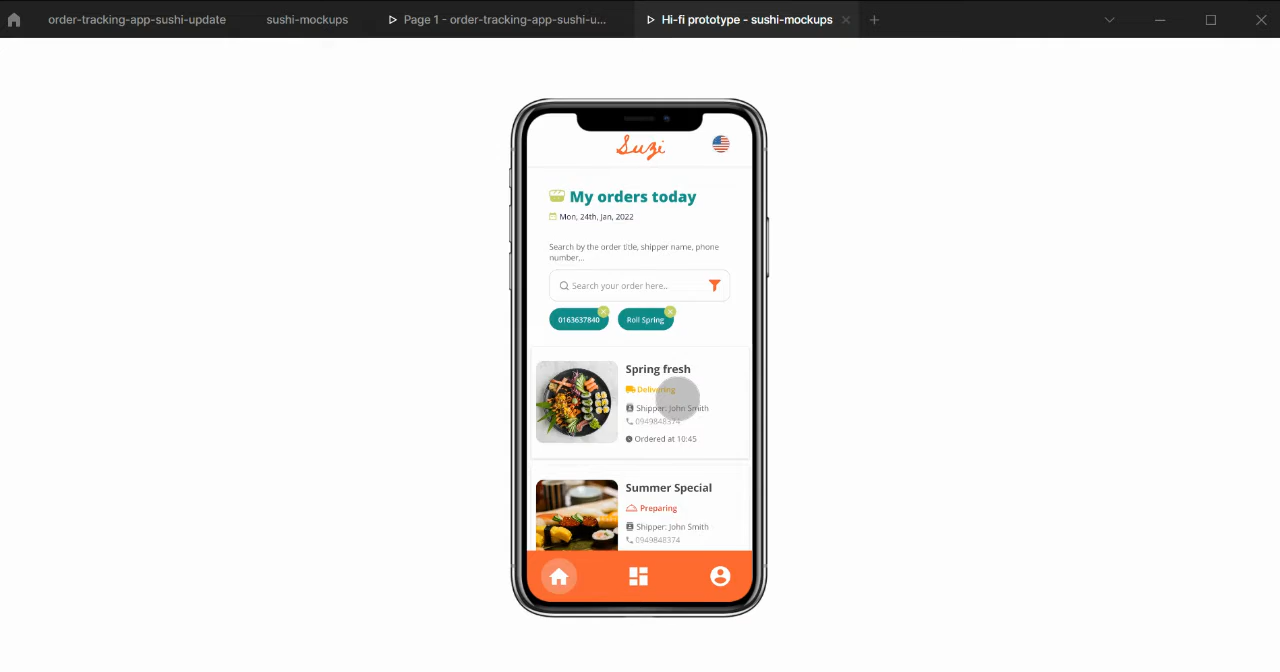 order-tracking-app-sushi-update
sushi-mockups
Page 1 - order-tracking-app-sushi-u...
Hi-fi prototype - sushi-mockups
Suzi
My orders today
Mon, 24th, Jan, 2022
Search by the order title, shipper name, phone
number,..
Search your order here..
0163637840
Roll Spring
Spring fresh
Delivering
Shipper: John Smith
0949848374
Ordered at 10:45
Summer Special
Preparing
Shipper: John Smith
0949848374